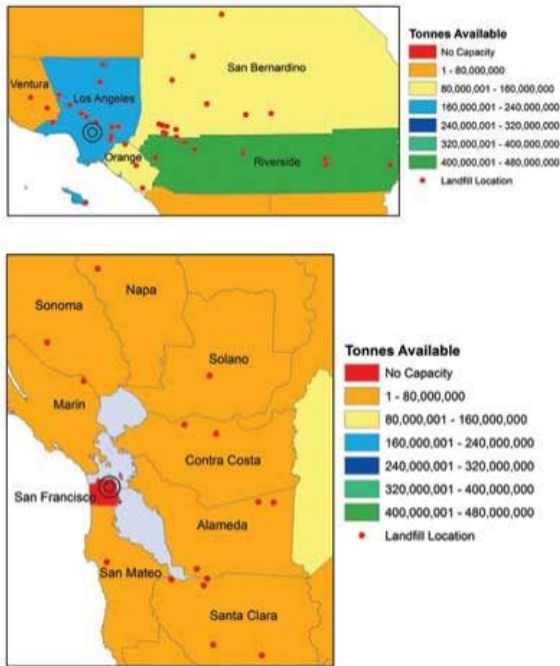 San Bernardino
Ventura
Los Angeles
Orange
Riverside
Tonnes Available
No Capacity
1 - 80,000,000
80,000,001 - 160,000,000
160,000,001 - 240,000,000
240,000,001 - 320,000,000
320,000,001 - 400,000,000
400,000,001 - 480,000,000
Landfill Location
Napa
Sonoma
Solano
Marin
Contra Costa
San Francisco
Alameda
San Mateo
Santa Clara
Tonnes Available
No Capacity
1 - 80,000,000
80,000,001 - 160,000,000
160,000,001 - 240,000,000
240,000,001 - 320,000,000
320,000,001 - 400,000,000
400,000,001 - 480,000,000
Landfill Location